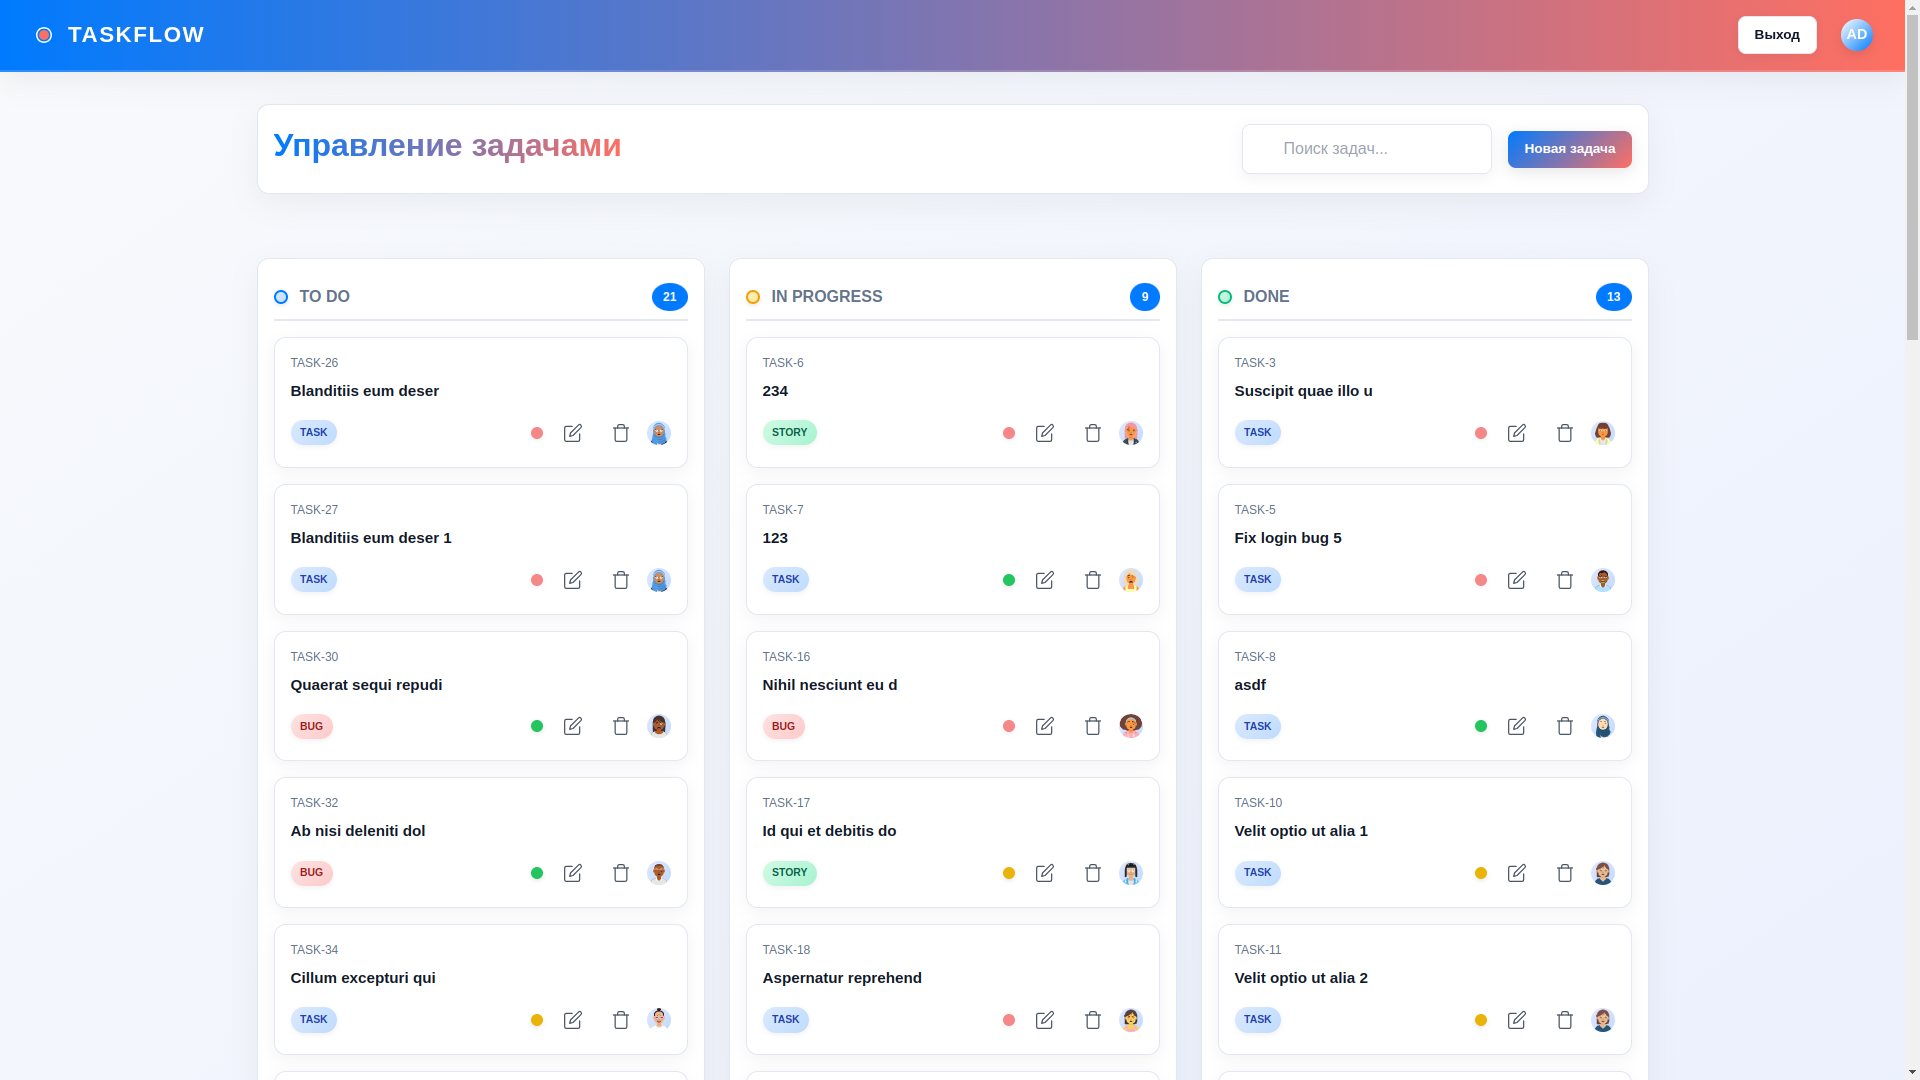 TASKFLOW
Выход
AD
Управление задачами
Поиск задач...
Новая задача
TO DO
21
TASK-26
Blanditiis eum deser
TASK
TASK-27
Blanditiis eum deser 1
TASK
TASK-30
Quaerat sequi repudi
BUG
TASK-32
Ab nisi deleniti dol
BUG
TASK-34
Cillum excepturi qui
TASK
IN PROGRESS
9
TASK-6
234
STORY
TASK-7
123
TASK
TASK-16
Nihil nesciunt eu d
BUG
TASK-17
Id qui et debitis do
STORY
TASK-18
Aspernatur reprehend
TASK
DONE
13
TASK-3
Suscipit quae illo u
TASK
TASK-5
Fix login bug 5
TASK
TASK-8
asdf
TASK
TASK-10
Velit optio ut alia 1
TASK
TASK-11
Velit optio ut alia 2
TASK